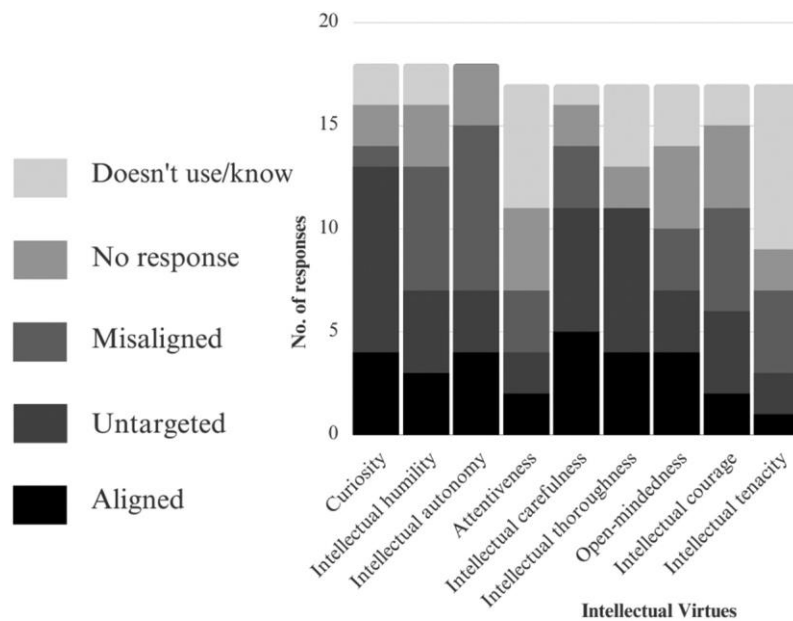 Doesn't use/know
No response
Misaligned
Untargeted
Aligned
No. of responses
20
15
10
5
0
Curiosity
Intellectual humility
Intellectual autonomy
Attentiveness
Intellectual carefulness
Intellectual thoroughness
Open-mindedness
Intellectual courage
Intellectual tenacity
Intellectual Virtues